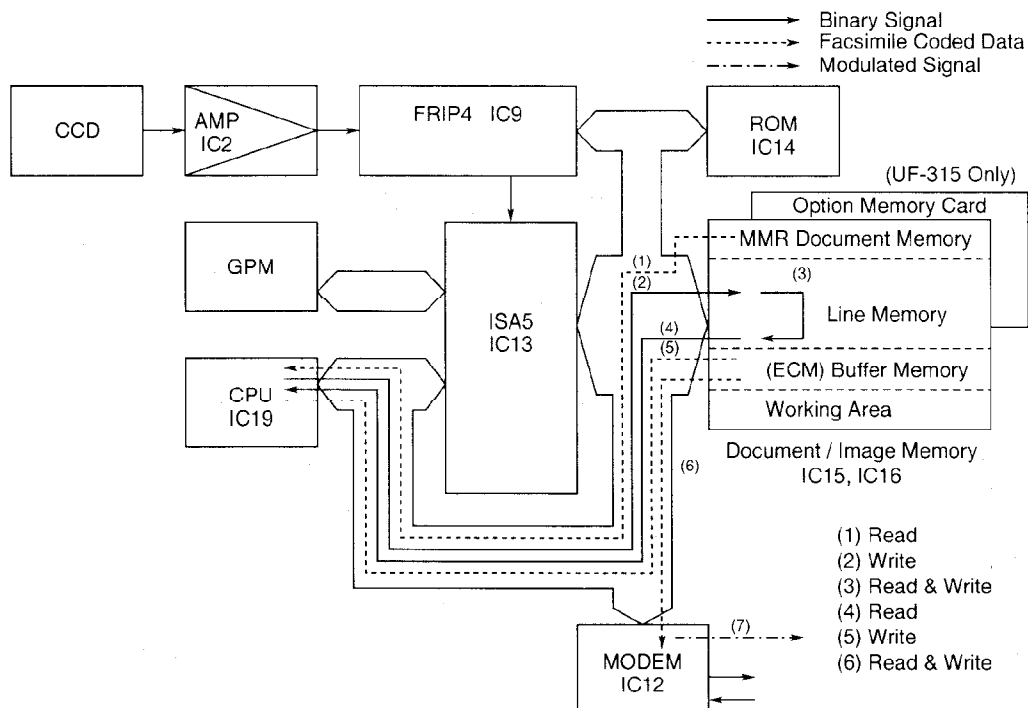 Binary Signal
Facsimile Coded Data
Modulated Signal
CCD
AMP
IC2
FRIP4 IC9
ROM
IC14
(UF-315 Only)
Option Memory Card
MMR Document Memory
GPM
(1)
(2)
(3)
ISA5
IC13
Line Memory
(4)
(5)
(ECM) Buffer Memory
CPU
IC19
Working Area
Document / Image Memory
IC15, IC16
(6)
(1) Read
(2) Write
(3) Read & Write
(4) Read
(5) Write
(6) Read & Write
(7)
MODEM
IC12